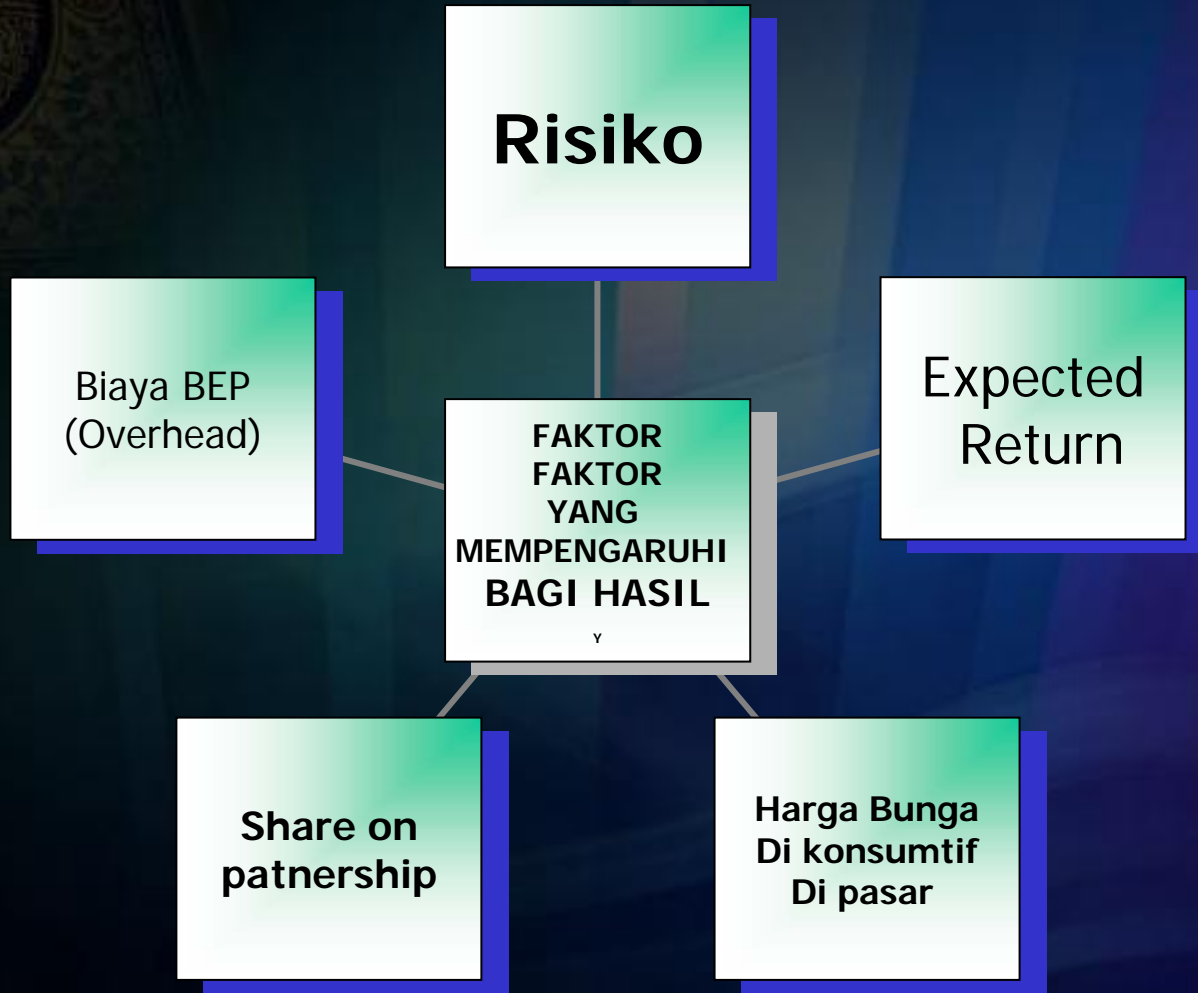 Risiko
Biaya BEP
(Overhead)
Expected
Return
FAKTOR
FAKTOR
YANG
MEMPENGARUHI
BAGI HASIL
Y
Share on
patnership
Harga Bunga
Di konsumtif
Di pasar